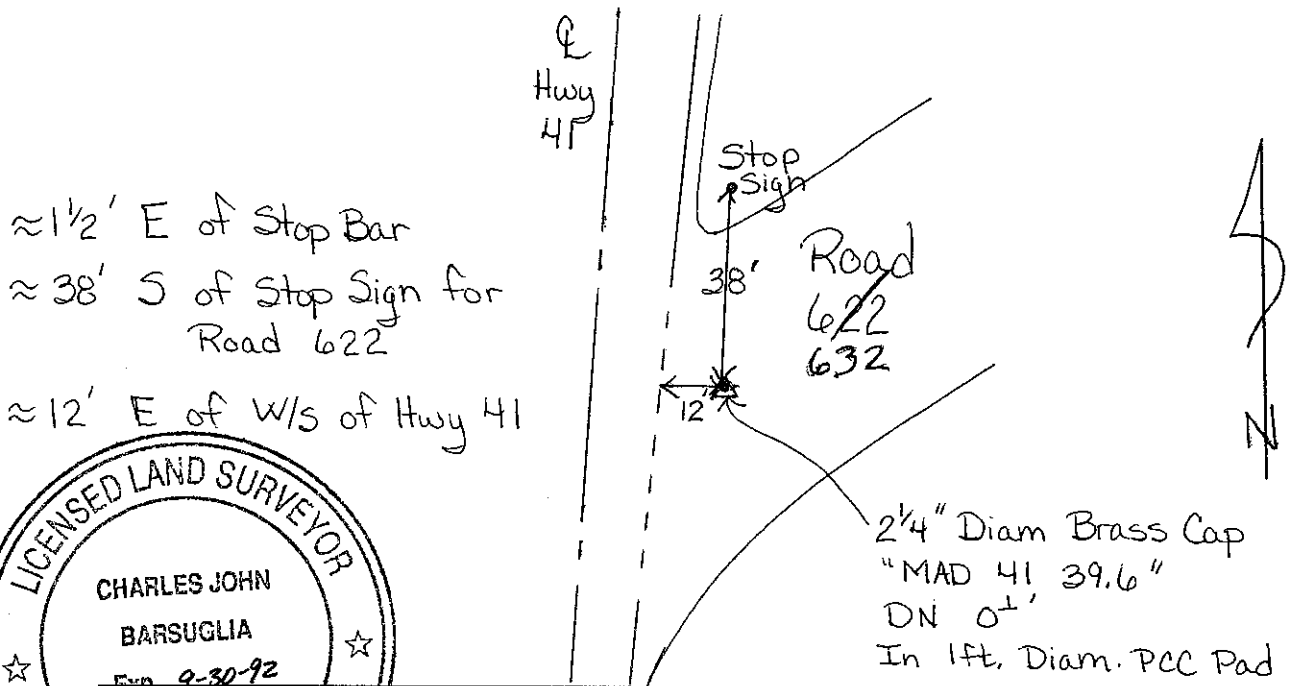 ℄
Hwy
41
≈1½' E of Stop Bar
≈ 38' S of Stop Sign for
Road 622
≈ 12' E of W/S of Hwy 41
Stop
Sign
38'
12'
Road
622
632
N
2¼" Diam Brass Cap
"MAD 41 39.6"
DN 0±'
In 1ft. Diam. PCC Pad
LICENSED LAND SURVEYOR
CHARLES JOHN
BARSUGLIA
Exp. 9-30-92